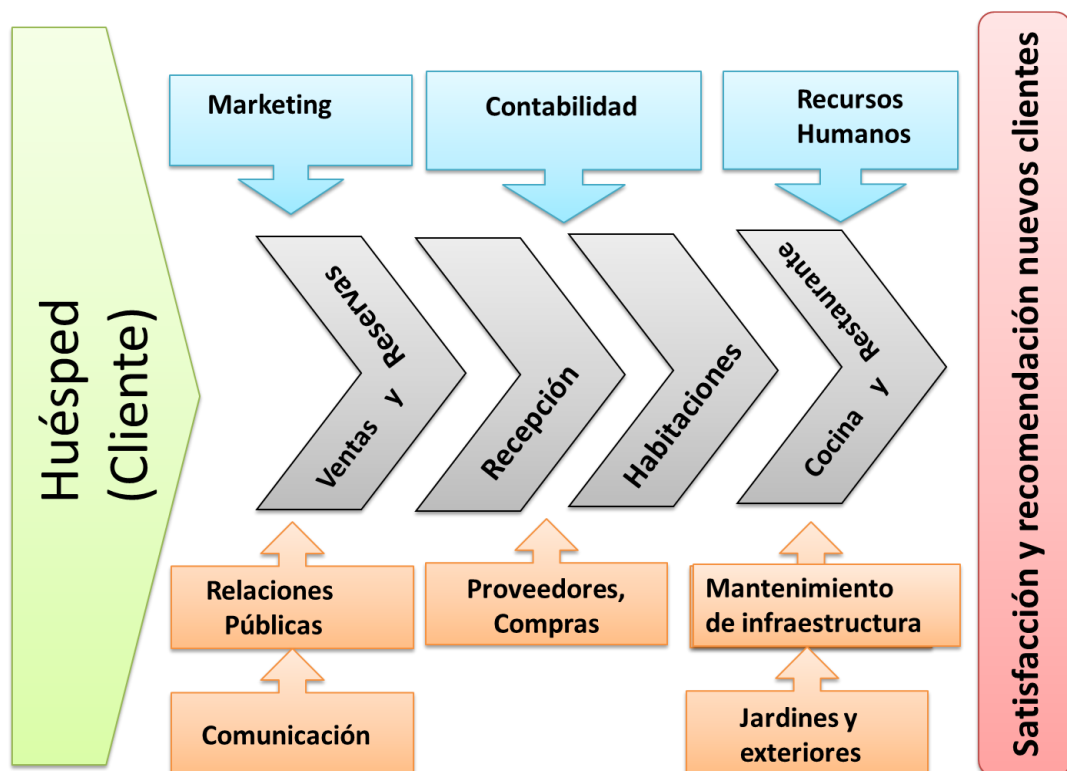 Huésped
(Cliente)
Marketing
Contabilidad
Recursos
Humanos
Ventas y Reservas
Recepción
Habitaciones
Cocina y Restaurante
Relaciones
Públicas
Proveedores,
Compras
Mantenimiento
de infraestructura
Comunicación
Jardines y
exteriores
Satisfacción y recomendación nuevos clientes